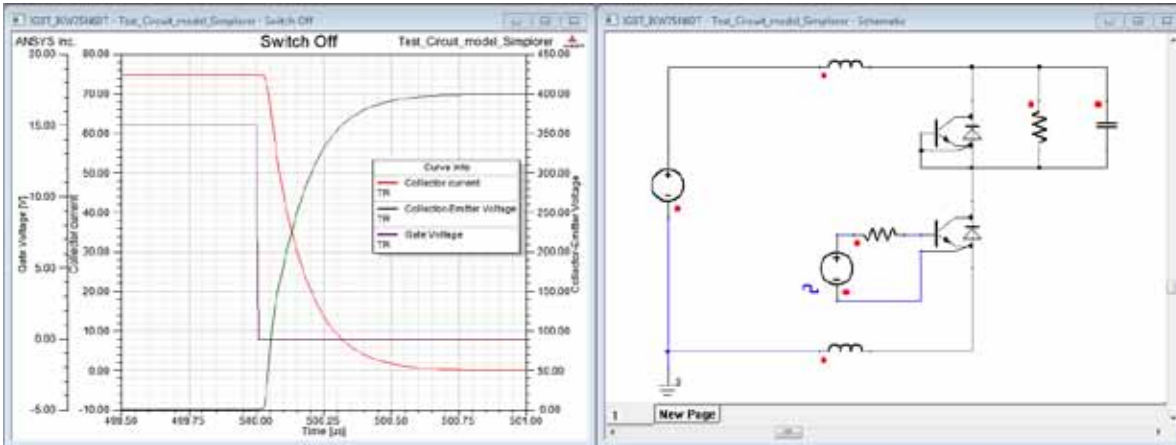 IGBT_IKW75N60T - Test_Circuit_model_Simplorer - Switch Off
ANSYS Inc.
Switch Off
Test_Circuit_model_Simplorer
20.00
15.00
10.00
5.00
0.00
-5.00
Gate Voltage [V]
80.00
70.00
60.00
50.00
40.00
30.00
20.00
10.00
0.00
-10.00
Collector current
Curve Info
Collector current
TR
Collector-Emitter Voltage
TR
Gate Voltage
TR
450.00
400.00
350.00
300.00
250.00
200.00
150.00
100.00
50.00
0.00
Collector-Emitter Voltage
499.50
499.75
500.00
500.25
500.50
500.75
501.00
Time [us]
IGBT_IKW75N60T - Test_Circuit_model_Simplorer - Schematic
0
1
New Page